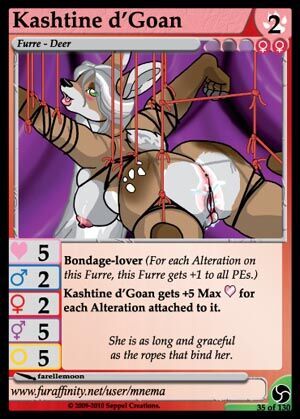 Kashtine d'Goan
2
Furre - Deer
5
2
2
5
5
Bondage-lover (For each Alteration on
this Furre, this Furre gets +1 to all PEs.)
Kashtine d'Goan gets +5 Max ♡ for
each Alteration attached to it.
She is as long and graceful
as the ropes that bind her.
farellemoon
© 2009-2010 Seppel Creations.
www.furaffinity.net/user/mnema